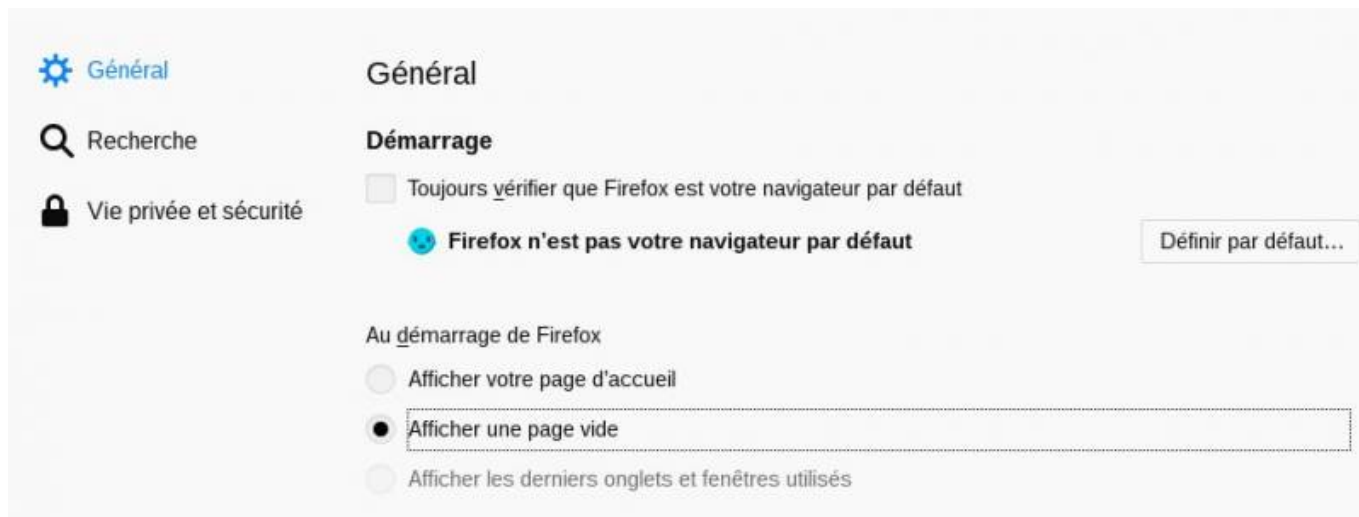 Général
Recherche
Vie privée et sécurité
Général
Démarrage
Toujours vérifier que Firefox est votre navigateur par défaut
Firefox n’est pas votre navigateur par défaut
Définir par défaut…
Au démarrage de Firefox
Afficher votre page d’accueil
Afficher une page vide
Afficher les derniers onglets et fenêtres utilisés